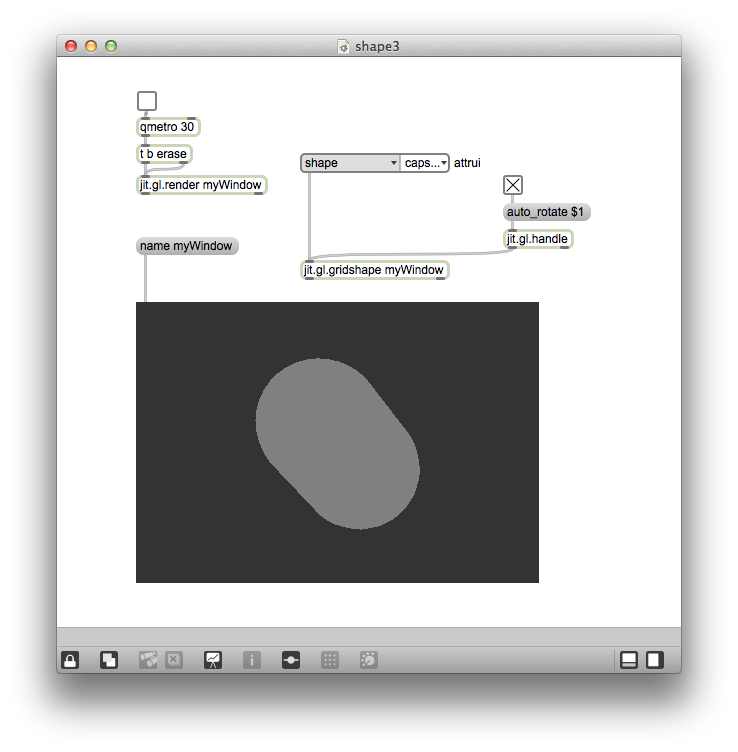 shape3
qmetro 30
t b erase
jit.gl.render myWindow
shape caps... attrui
auto_rotate $1
jit.gl.handle
name myWindow
jit.gl.gridshape myWindow